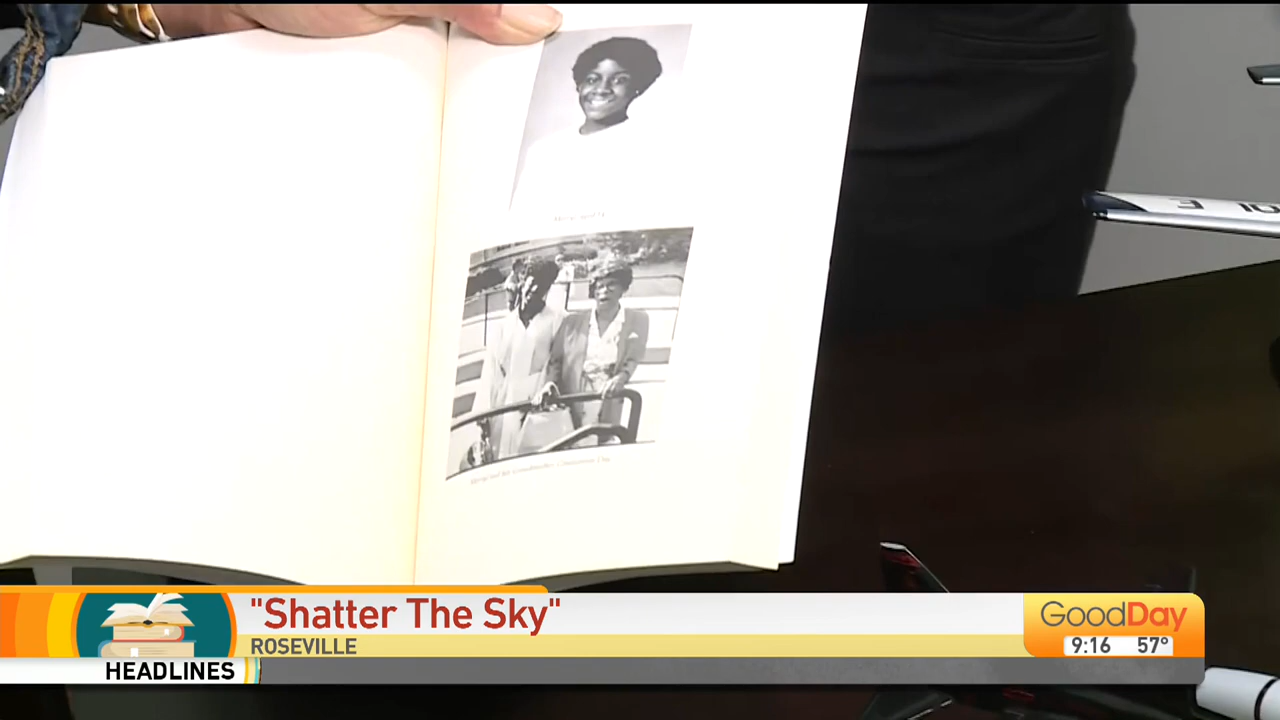 "Shatter The Sky"
ROSEVILLE
HEADLINES
GoodDay
9:16 57°